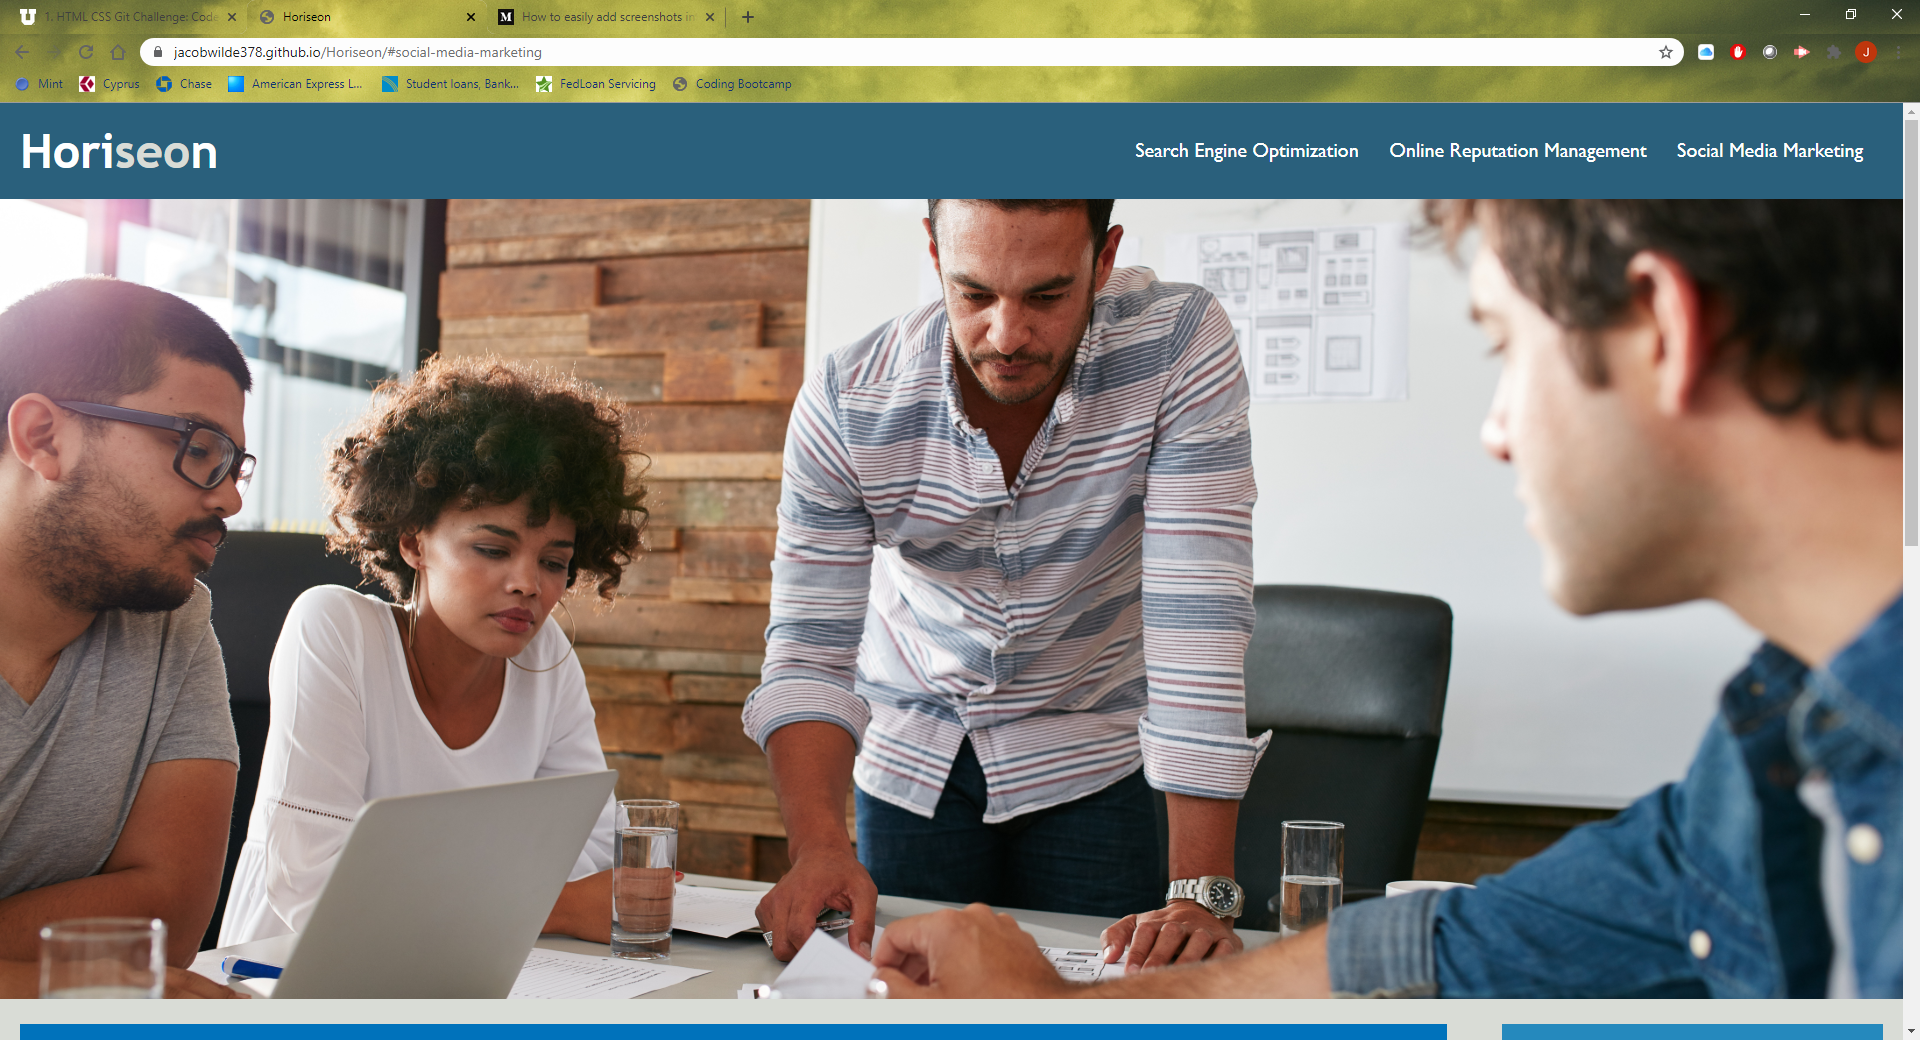 1. HTML CSS Git Challenge: Code
Horiseon
How to easily add screenshots in
jacobwilde378.github.io/Horiseon/#social-media-marketing
J
Mint
Cyprus
Chase
American Express L...
Student loans, Bank...
FedLoan Servicing
Coding Bootcamp
Horiseon
Search Engine Optimization
Online Reputation Management
Social Media Marketing